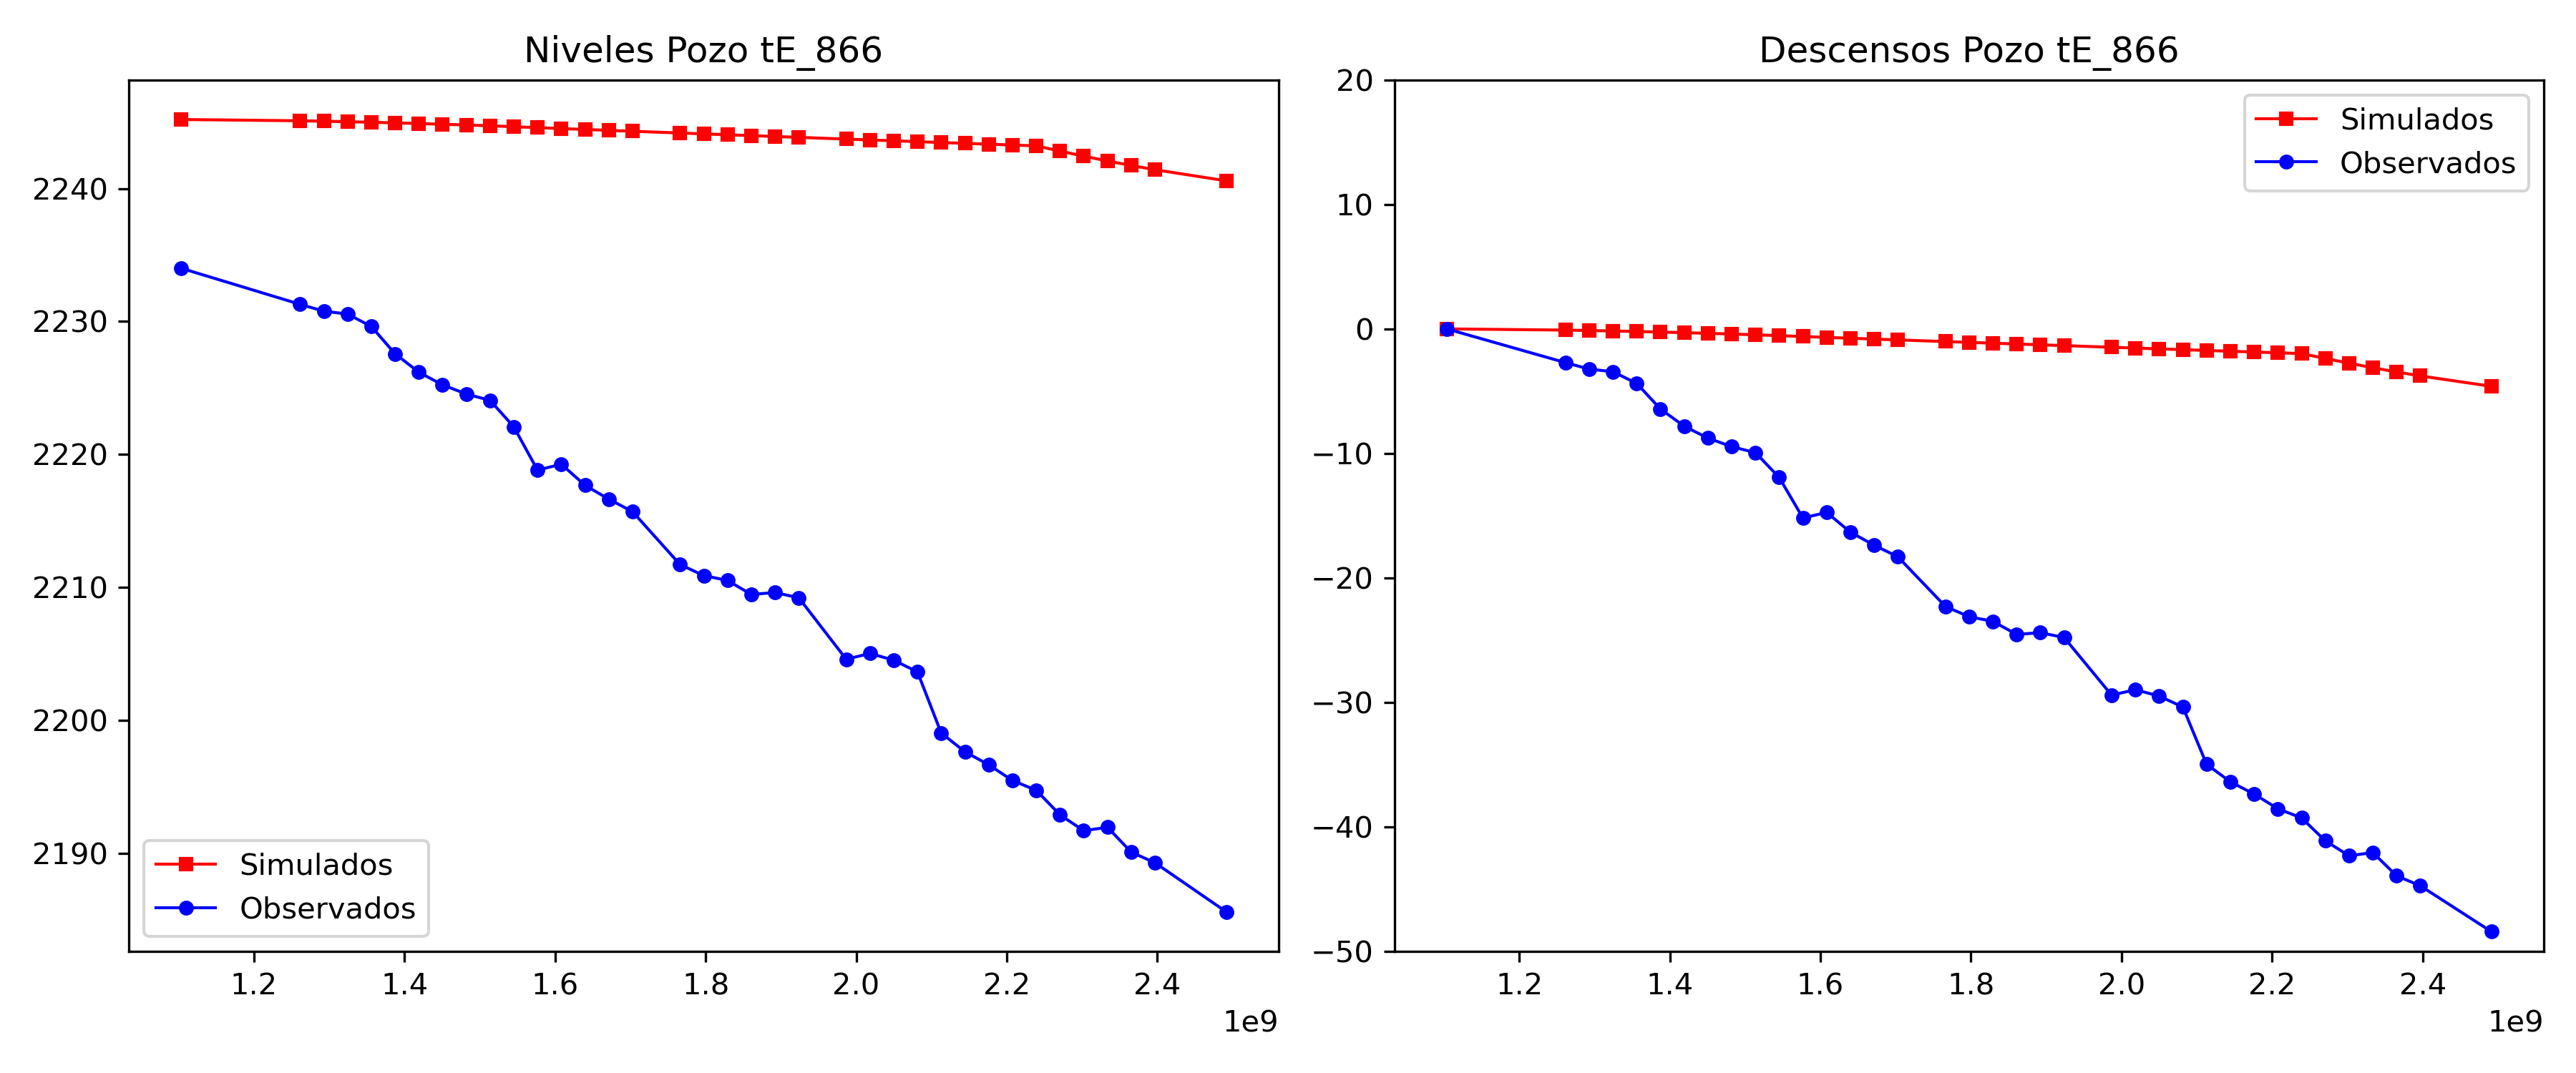 Niveles Pozo tE_866
2240
2230
2220
2210
2200
2190
Simulados
Observados
1.2 1.4 1.6 1.8 2.0 2.2 2.4
1e9
Descensos Pozo tE_866
20
10
0
−10
−20
−30
−40
−50
Simulados
Observados
1.2 1.4 1.6 1.8 2.0 2.2 2.4
1e9